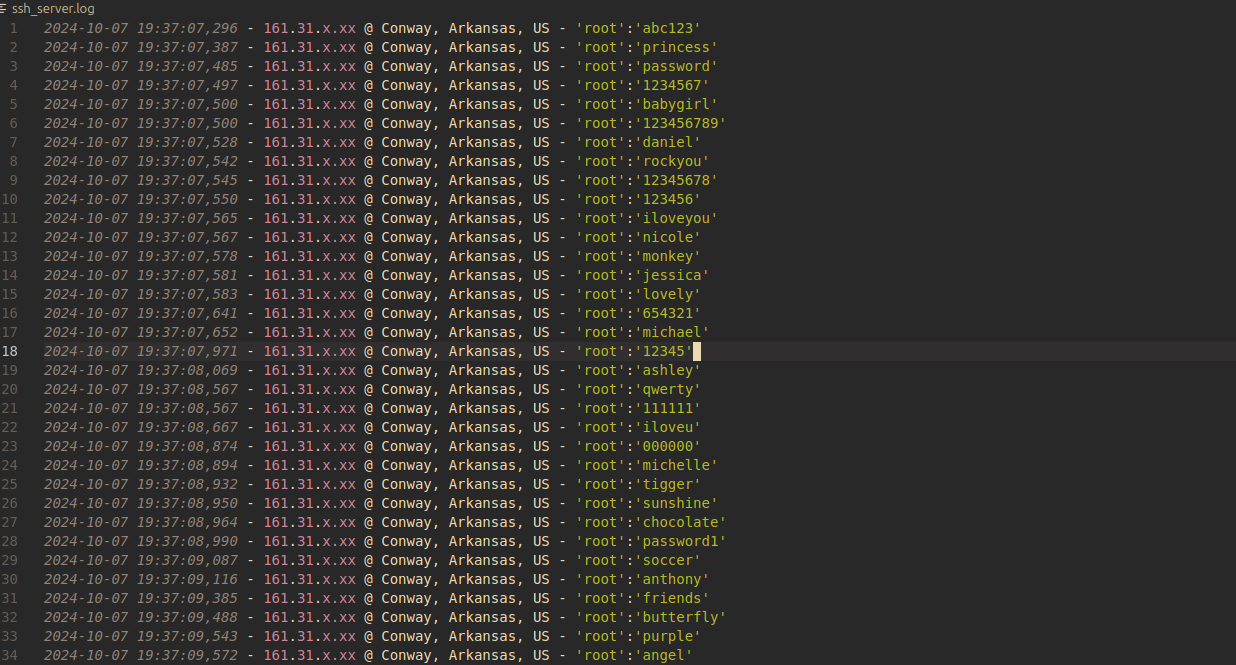 ssh_server.log
1 2024-10-07 19:37:07,296 - 161.31.x.xx @ Conway, Arkansas, US - 'root':'abc123'
2 2024-10-07 19:37:07,387 - 161.31.x.xx @ Conway, Arkansas, US - 'root':'princess'
3 2024-10-07 19:37:07,485 - 161.31.x.xx @ Conway, Arkansas, US - 'root':'password'
4 2024-10-07 19:37:07,497 - 161.31.x.xx @ Conway, Arkansas, US - 'root':'1234567'
5 2024-10-07 19:37:07,500 - 161.31.x.xx @ Conway, Arkansas, US - 'root':'babygirl'
6 2024-10-07 19:37:07,500 - 161.31.x.xx @ Conway, Arkansas, US - 'root':'123456789'
7 2024-10-07 19:37:07,528 - 161.31.x.xx @ Conway, Arkansas, US - 'root':'daniel'
8 2024-10-07 19:37:07,542 - 161.31.x.xx @ Conway, Arkansas, US - 'root':'rockyou'
9 2024-10-07 19:37:07,545 - 161.31.x.xx @ Conway, Arkansas, US - 'root':'12345678'
10 2024-10-07 19:37:07,550 - 161.31.x.xx @ Conway, Arkansas, US - 'root':'123456'
11 2024-10-07 19:37:07,565 - 161.31.x.xx @ Conway, Arkansas, US - 'root':'iloveyou'
12 2024-10-07 19:37:07,567 - 161.31.x.xx @ Conway, Arkansas, US - 'root':'nicole'
13 2024-10-07 19:37:07,578 - 161.31.x.xx @ Conway, Arkansas, US - 'root':'monkey'
14 2024-10-07 19:37:07,581 - 161.31.x.xx @ Conway, Arkansas, US - 'root':'jessica'
15 2024-10-07 19:37:07,583 - 161.31.x.xx @ Conway, Arkansas, US - 'root':'lovely'
16 2024-10-07 19:37:07,641 - 161.31.x.xx @ Conway, Arkansas, US - 'root':'654321'
17 2024-10-07 19:37:07,652 - 161.31.x.xx @ Conway, Arkansas, US - 'root':'michael'
18 2024-10-07 19:37:07,971 - 161.31.x.xx @ Conway, Arkansas, US - 'root':'12345'
19 2024-10-07 19:37:08,069 - 161.31.x.xx @ Conway, Arkansas, US - 'root':'ashley'
20 2024-10-07 19:37:08,567 - 161.31.x.xx @ Conway, Arkansas, US - 'root':'qwerty'
21 2024-10-07 19:37:08,567 - 161.31.x.xx @ Conway, Arkansas, US - 'root':'111111'
22 2024-10-07 19:37:08,667 - 161.31.x.xx @ Conway, Arkansas, US - 'root':'iloveu'
23 2024-10-07 19:37:08,874 - 161.31.x.xx @ Conway, Arkansas, US - 'root':'000000'
24 2024-10-07 19:37:08,894 - 161.31.x.xx @ Conway, Arkansas, US - 'root':'michelle'
25 2024-10-07 19:37:08,932 - 161.31.x.xx @ Conway, Arkansas, US - 'root':'tigger'
26 2024-10-07 19:37:08,950 - 161.31.x.xx @ Conway, Arkansas, US - 'root':'sunshine'
27 2024-10-07 19:37:08,964 - 161.31.x.xx @ Conway, Arkansas, US - 'root':'chocolate'
28 2024-10-07 19:37:08,990 - 161.31.x.xx @ Conway, Arkansas, US - 'root':'password1'
29 2024-10-07 19:37:09,087 - 161.31.x.xx @ Conway, Arkansas, US - 'root':'soccer'
30 2024-10-07 19:37:09,116 - 161.31.x.xx @ Conway, Arkansas, US - 'root':'anthony'
31 2024-10-07 19:37:09,385 - 161.31.x.xx @ Conway, Arkansas, US - 'root':'friends'
32 2024-10-07 19:37:09,488 - 161.31.x.xx @ Conway, Arkansas, US - 'root':'butterfly'
33 2024-10-07 19:37:09,543 - 161.31.x.xx @ Conway, Arkansas, US - 'root':'purple'
34 2024-10-07 19:37:09,572 - 161.31.x.xx @ Conway, Arkansas, US - 'root':'angel'